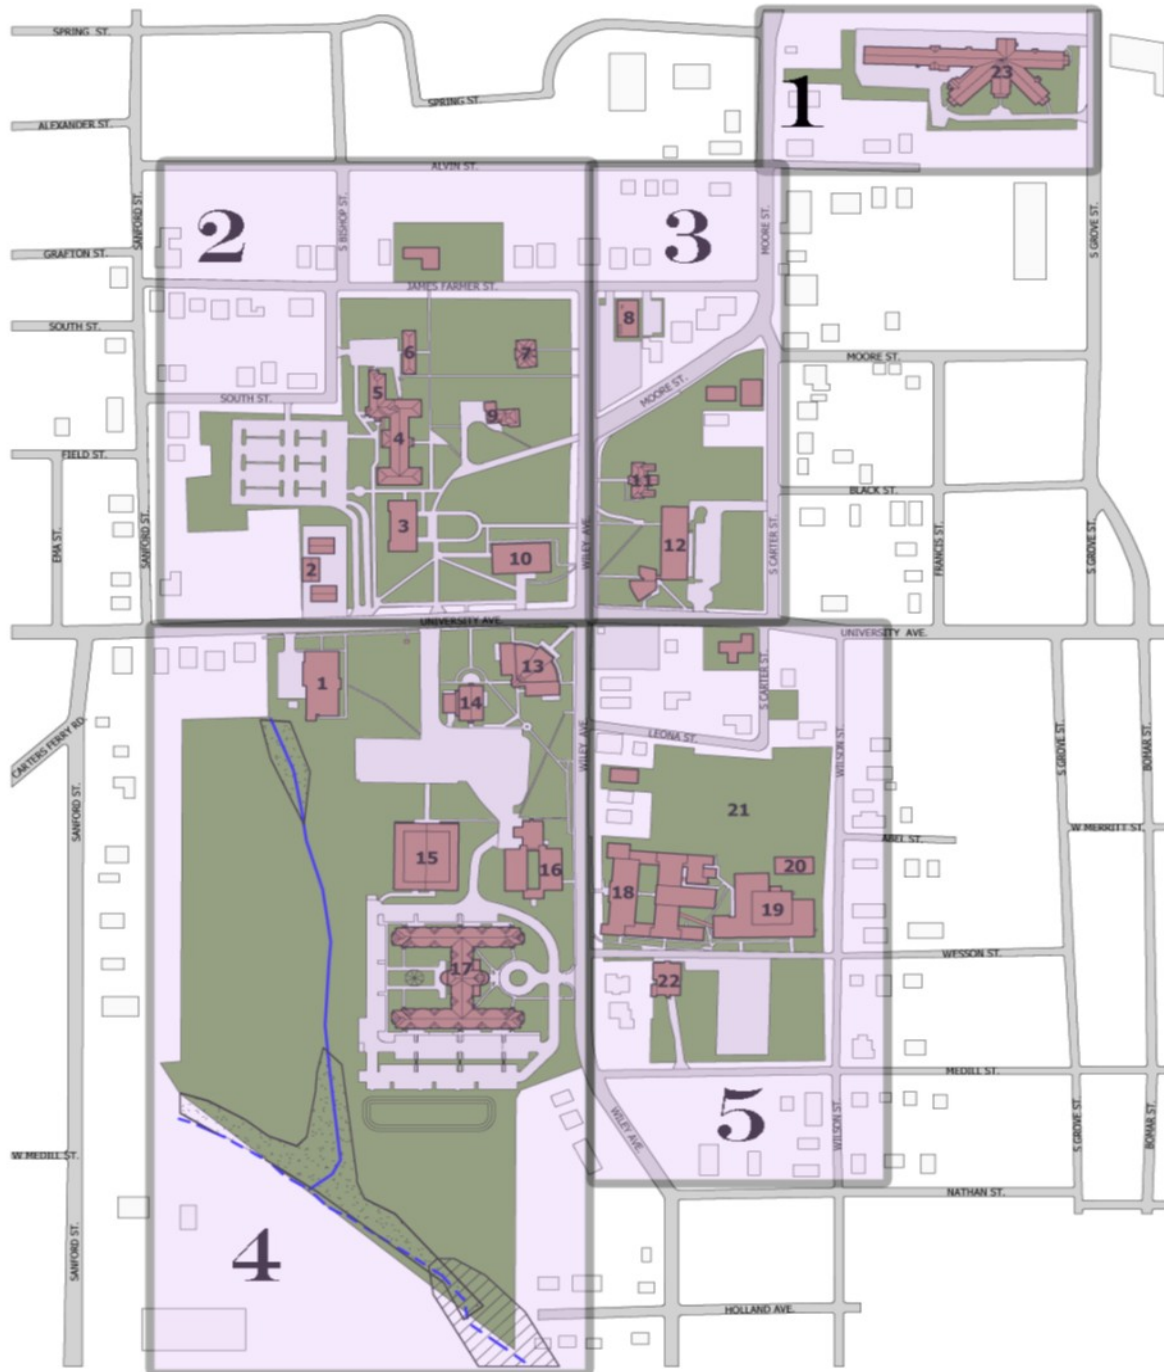 SPRING ST.
23
1
SPRING ST.
ALEXANDER ST.
ALVIN ST.
2
3
SANFORD ST.
S BISHOP ST.
MOORE ST.
S GROVE ST.
GRAFTON ST.
JAMES FARMER ST.
8
SOUTH ST.
6
7
MOORE ST.
5
MOORE ST.
SOUTH ST.
9
4
FIELD ST.
11
BLACK ST.
3
EMA ST.
SANFORD ST.
WILEY AVE.
S CARTER ST.
FRANCIS ST.
S GROVE ST.
12
10
2
UNIVERSITY AVE.
UNIVERSITY AVE.
13
1
14
S CARTER ST.
CARTERS FERRY RD.
WILEY AVE
LEONA ST.
WILSON ST.
S GROVE ST.
BOMAR ST.
SANFORD ST.
21
W MERRITT ST.
ABEL ST.
15
16
20
18
19
WESSON ST.
17
22
MEDILL ST.
5
WILEY AVE.
WILSON ST.
S GROVE ST.
BOMAR ST.
W MEDILL ST.
NATHAN ST.
SANFORD ST.
4
HOLLAND AVE.